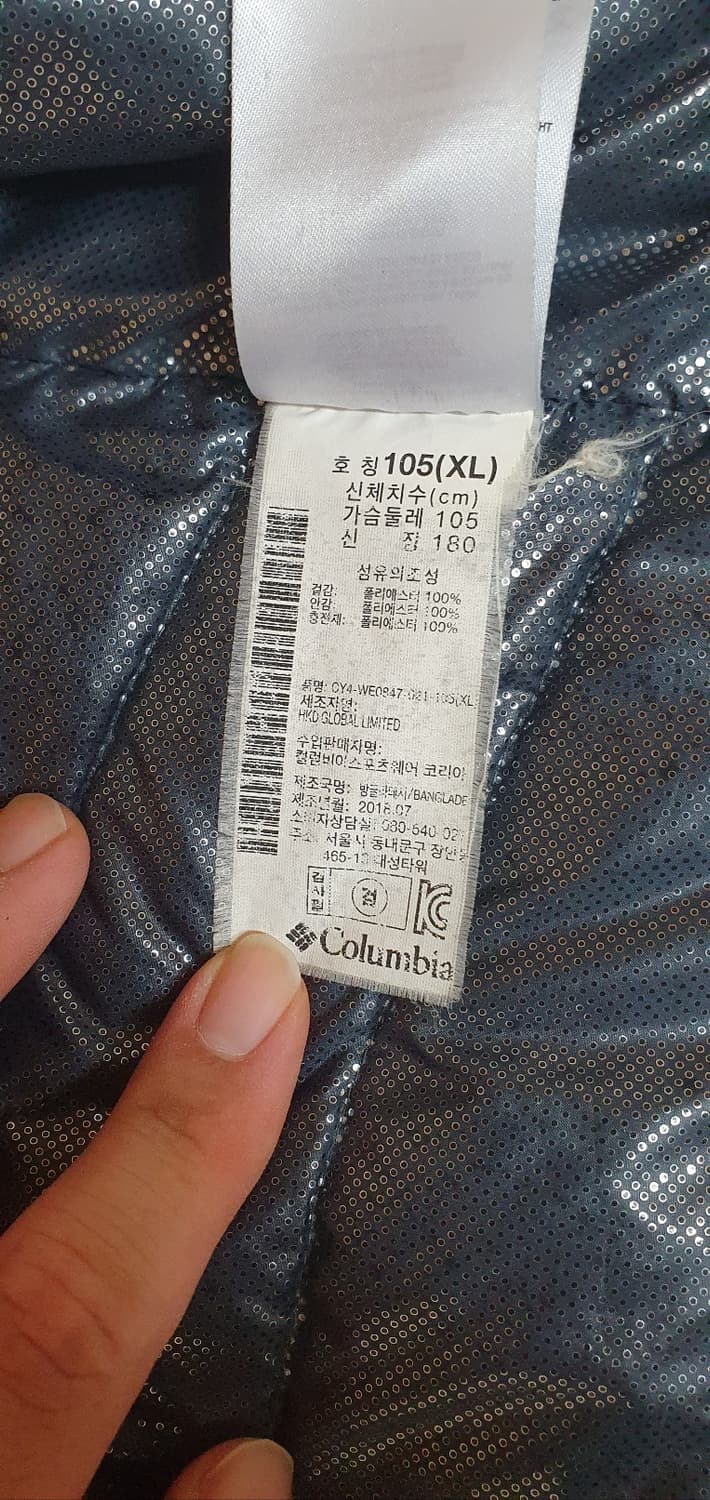 HT
호 칭 105(XL)
신체치수(cm)
가슴둘레 105
신 장 180
섬유의조성
겉감: 폴리에스터 100%
안감: 폴리에스터 100%
충전재: 폴리에스터 100%
품명: CY4-WE0847-031-105(XL
제조자명:
HKD GLOBAL LIMITED
수입판매자명:
컬럼비아스포츠웨어 코리아
제조국명: 방글라데시/BANGLADE
제조년월: 2018.07
소비자상담실: 080-540-02
주소: 서울시 동대문구 장안
465-13 대성타워
검사필
검
Columbia